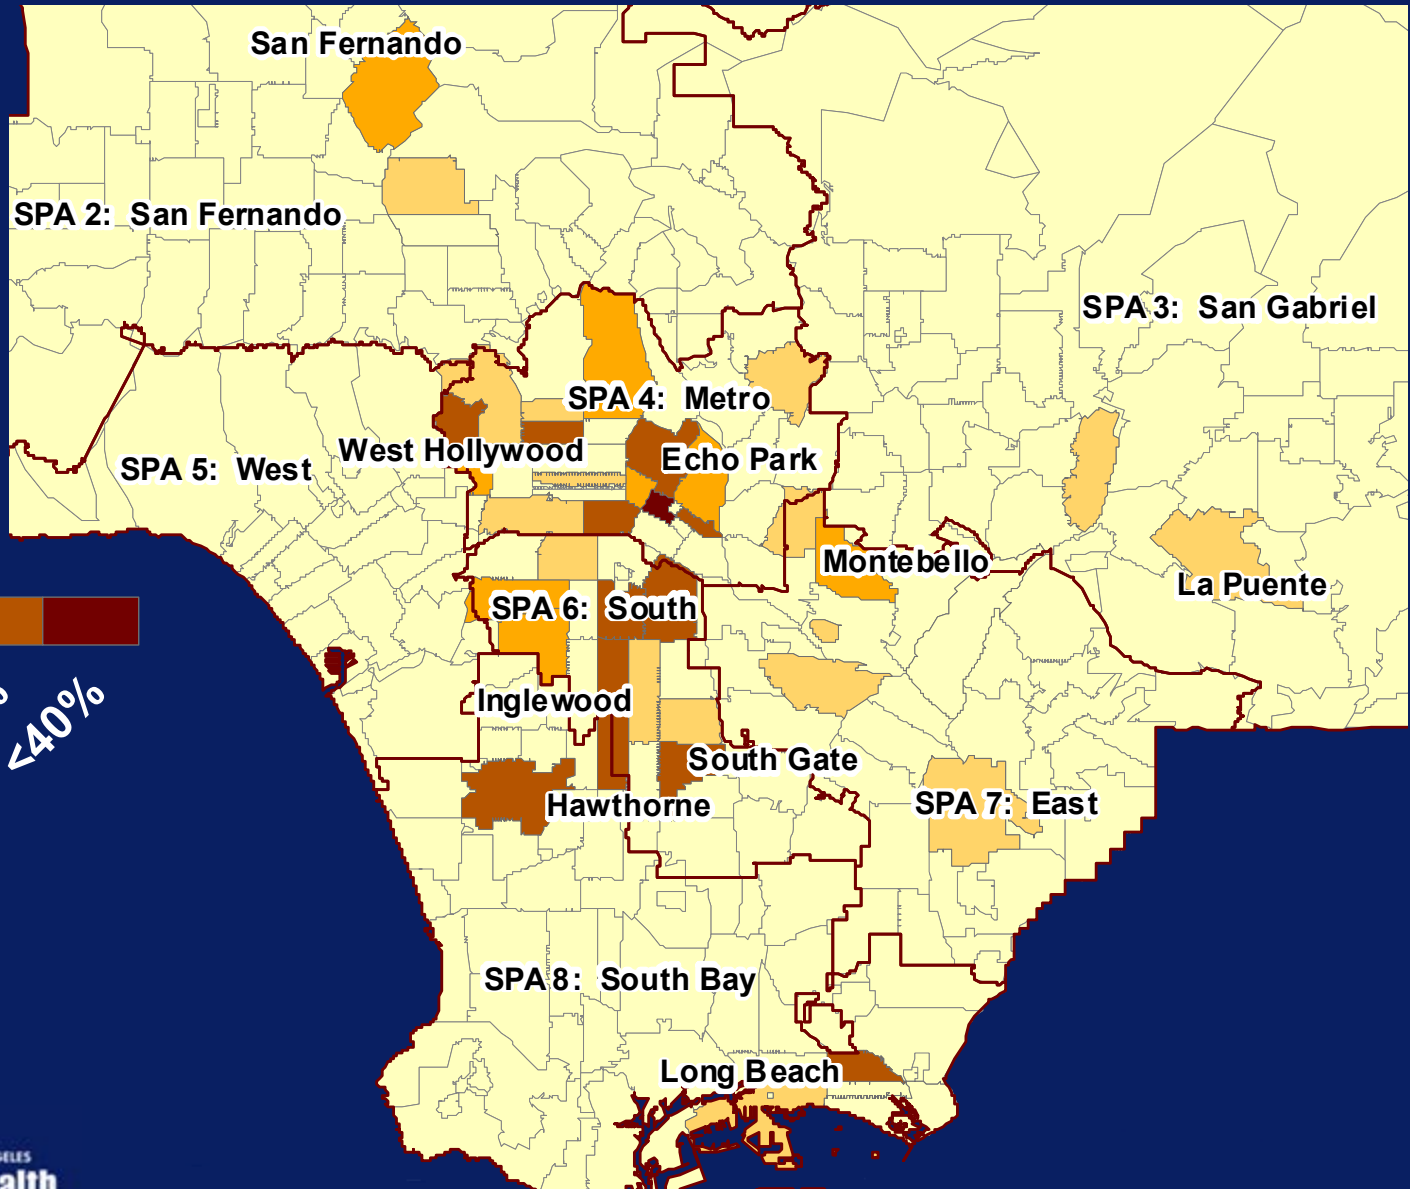 San Fernando
SPA 2: San Fernando
SPA 3: San Gabriel
SPA 4: Metro
West Hollywood
Echo Park
SPA 5: West
Montebello
La Puente
SPA 6: South
Inglewood
<40%
South Gate
Hawthorne
SPA 7: East
SPA 8: South Bay
Long Beach